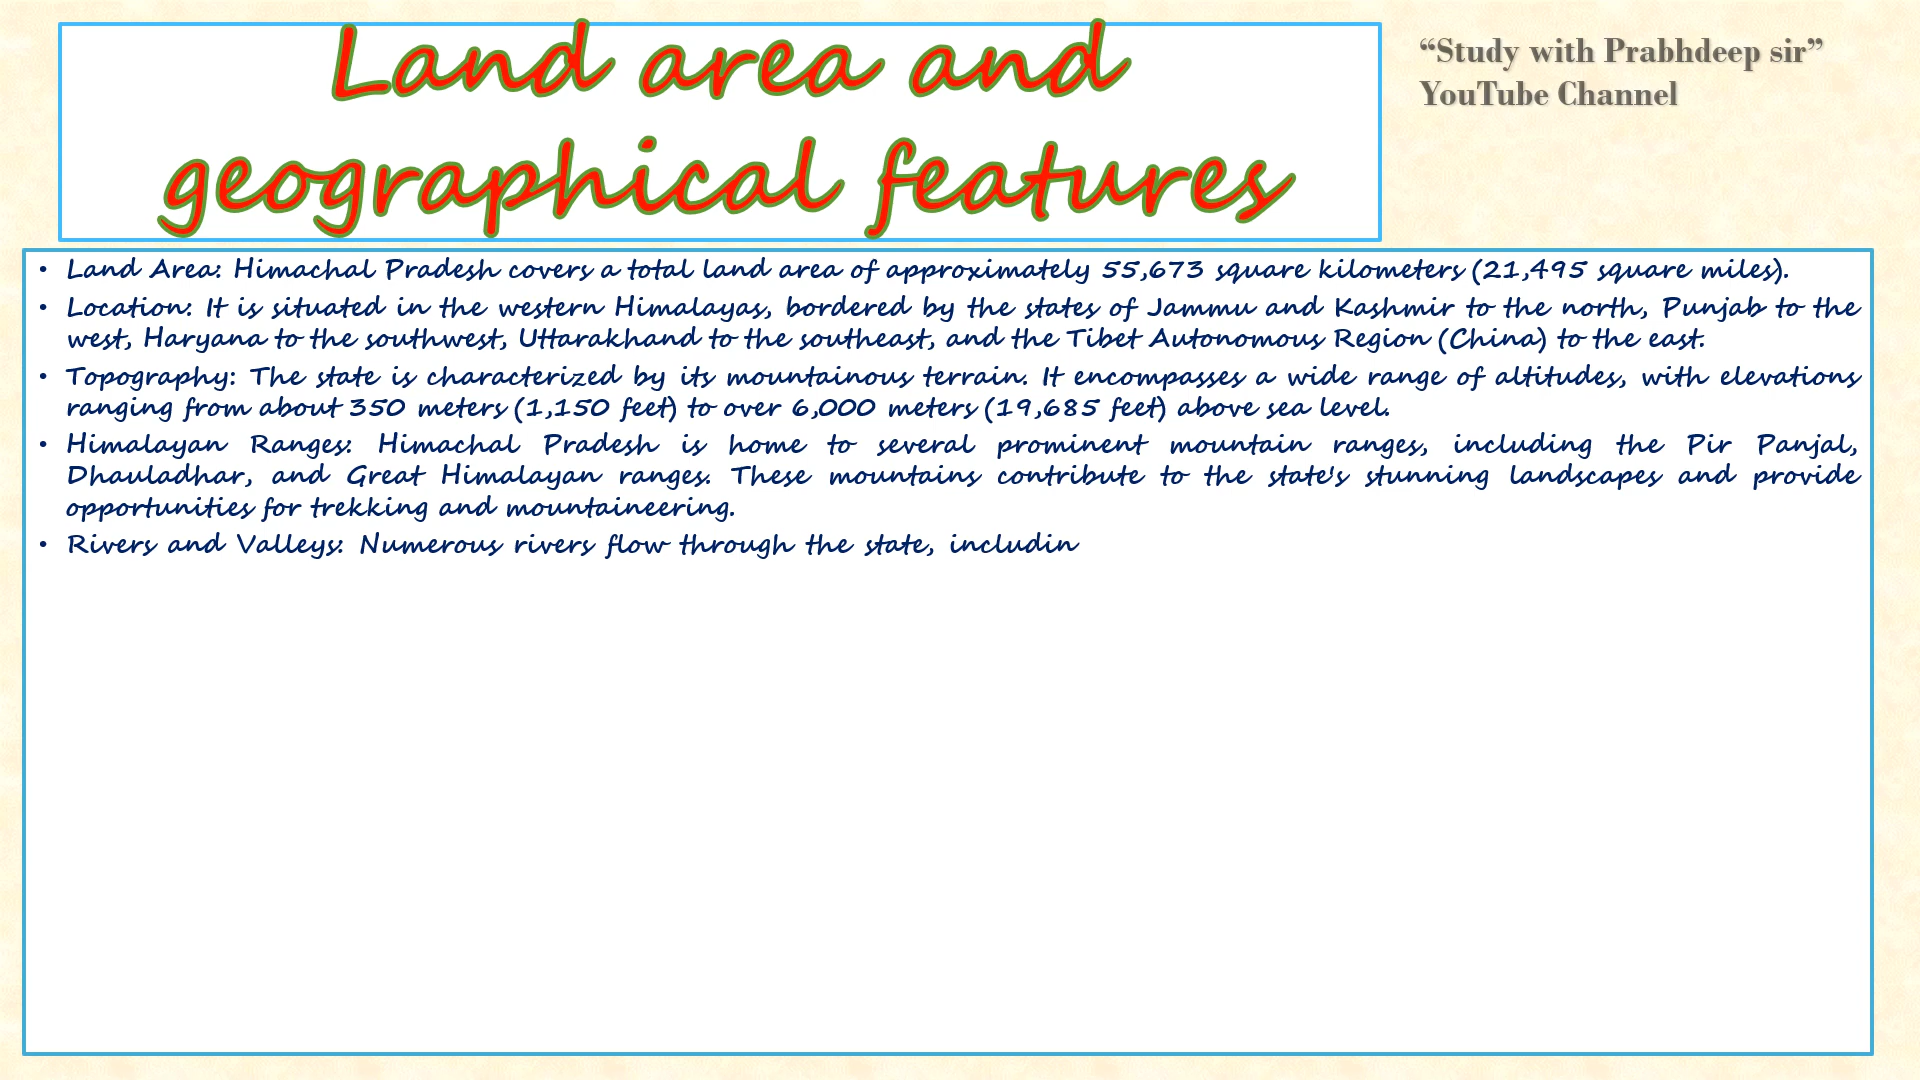 Land area and
geographical features
“Study with Prabhdeep sir”
YouTube Channel
• Land Area: Himachal Pradesh covers a total land area of approximately 55,673 square kilometers (21,495 square miles).
• Location: It is situated in the western Himalayas, bordered by the states of Jammu and Kashmir to the north, Punjab to the
west, Haryana to the southwest, Uttarakhand to the southeast, and the Tibet Autonomous Region (China) to the east.
• Topography: The state is characterized by its mountainous terrain. It encompasses a wide range of altitudes, with elevations
ranging from about 350 meters (1,150 feet) to over 6,000 meters (19,685 feet) above sea level.
• Himalayan Ranges: Himachal Pradesh is home to several prominent mountain ranges, including the Pir Panjal,
Dhauladhar, and Great Himalayan ranges. These mountains contribute to the state's stunning landscapes and provide
opportunities for trekking and mountaineering.
• Rivers and Valleys: Numerous rivers flow through the state, includin